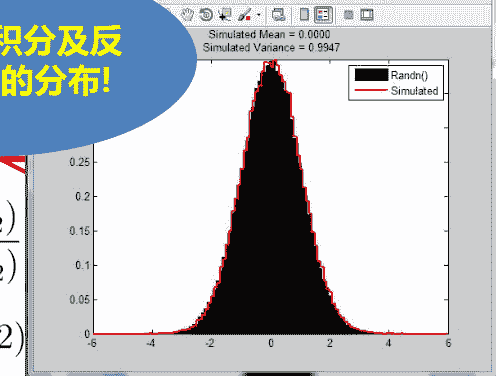 积分及反
的分布!
Simulated Mean = 0.0000
Simulated Variance = 0.9947
Randn()
Simulated
0.25
0.2
0.15
0.1
0.05
0
-6 -4 -2 0 2 4 6
2)
2)
2)